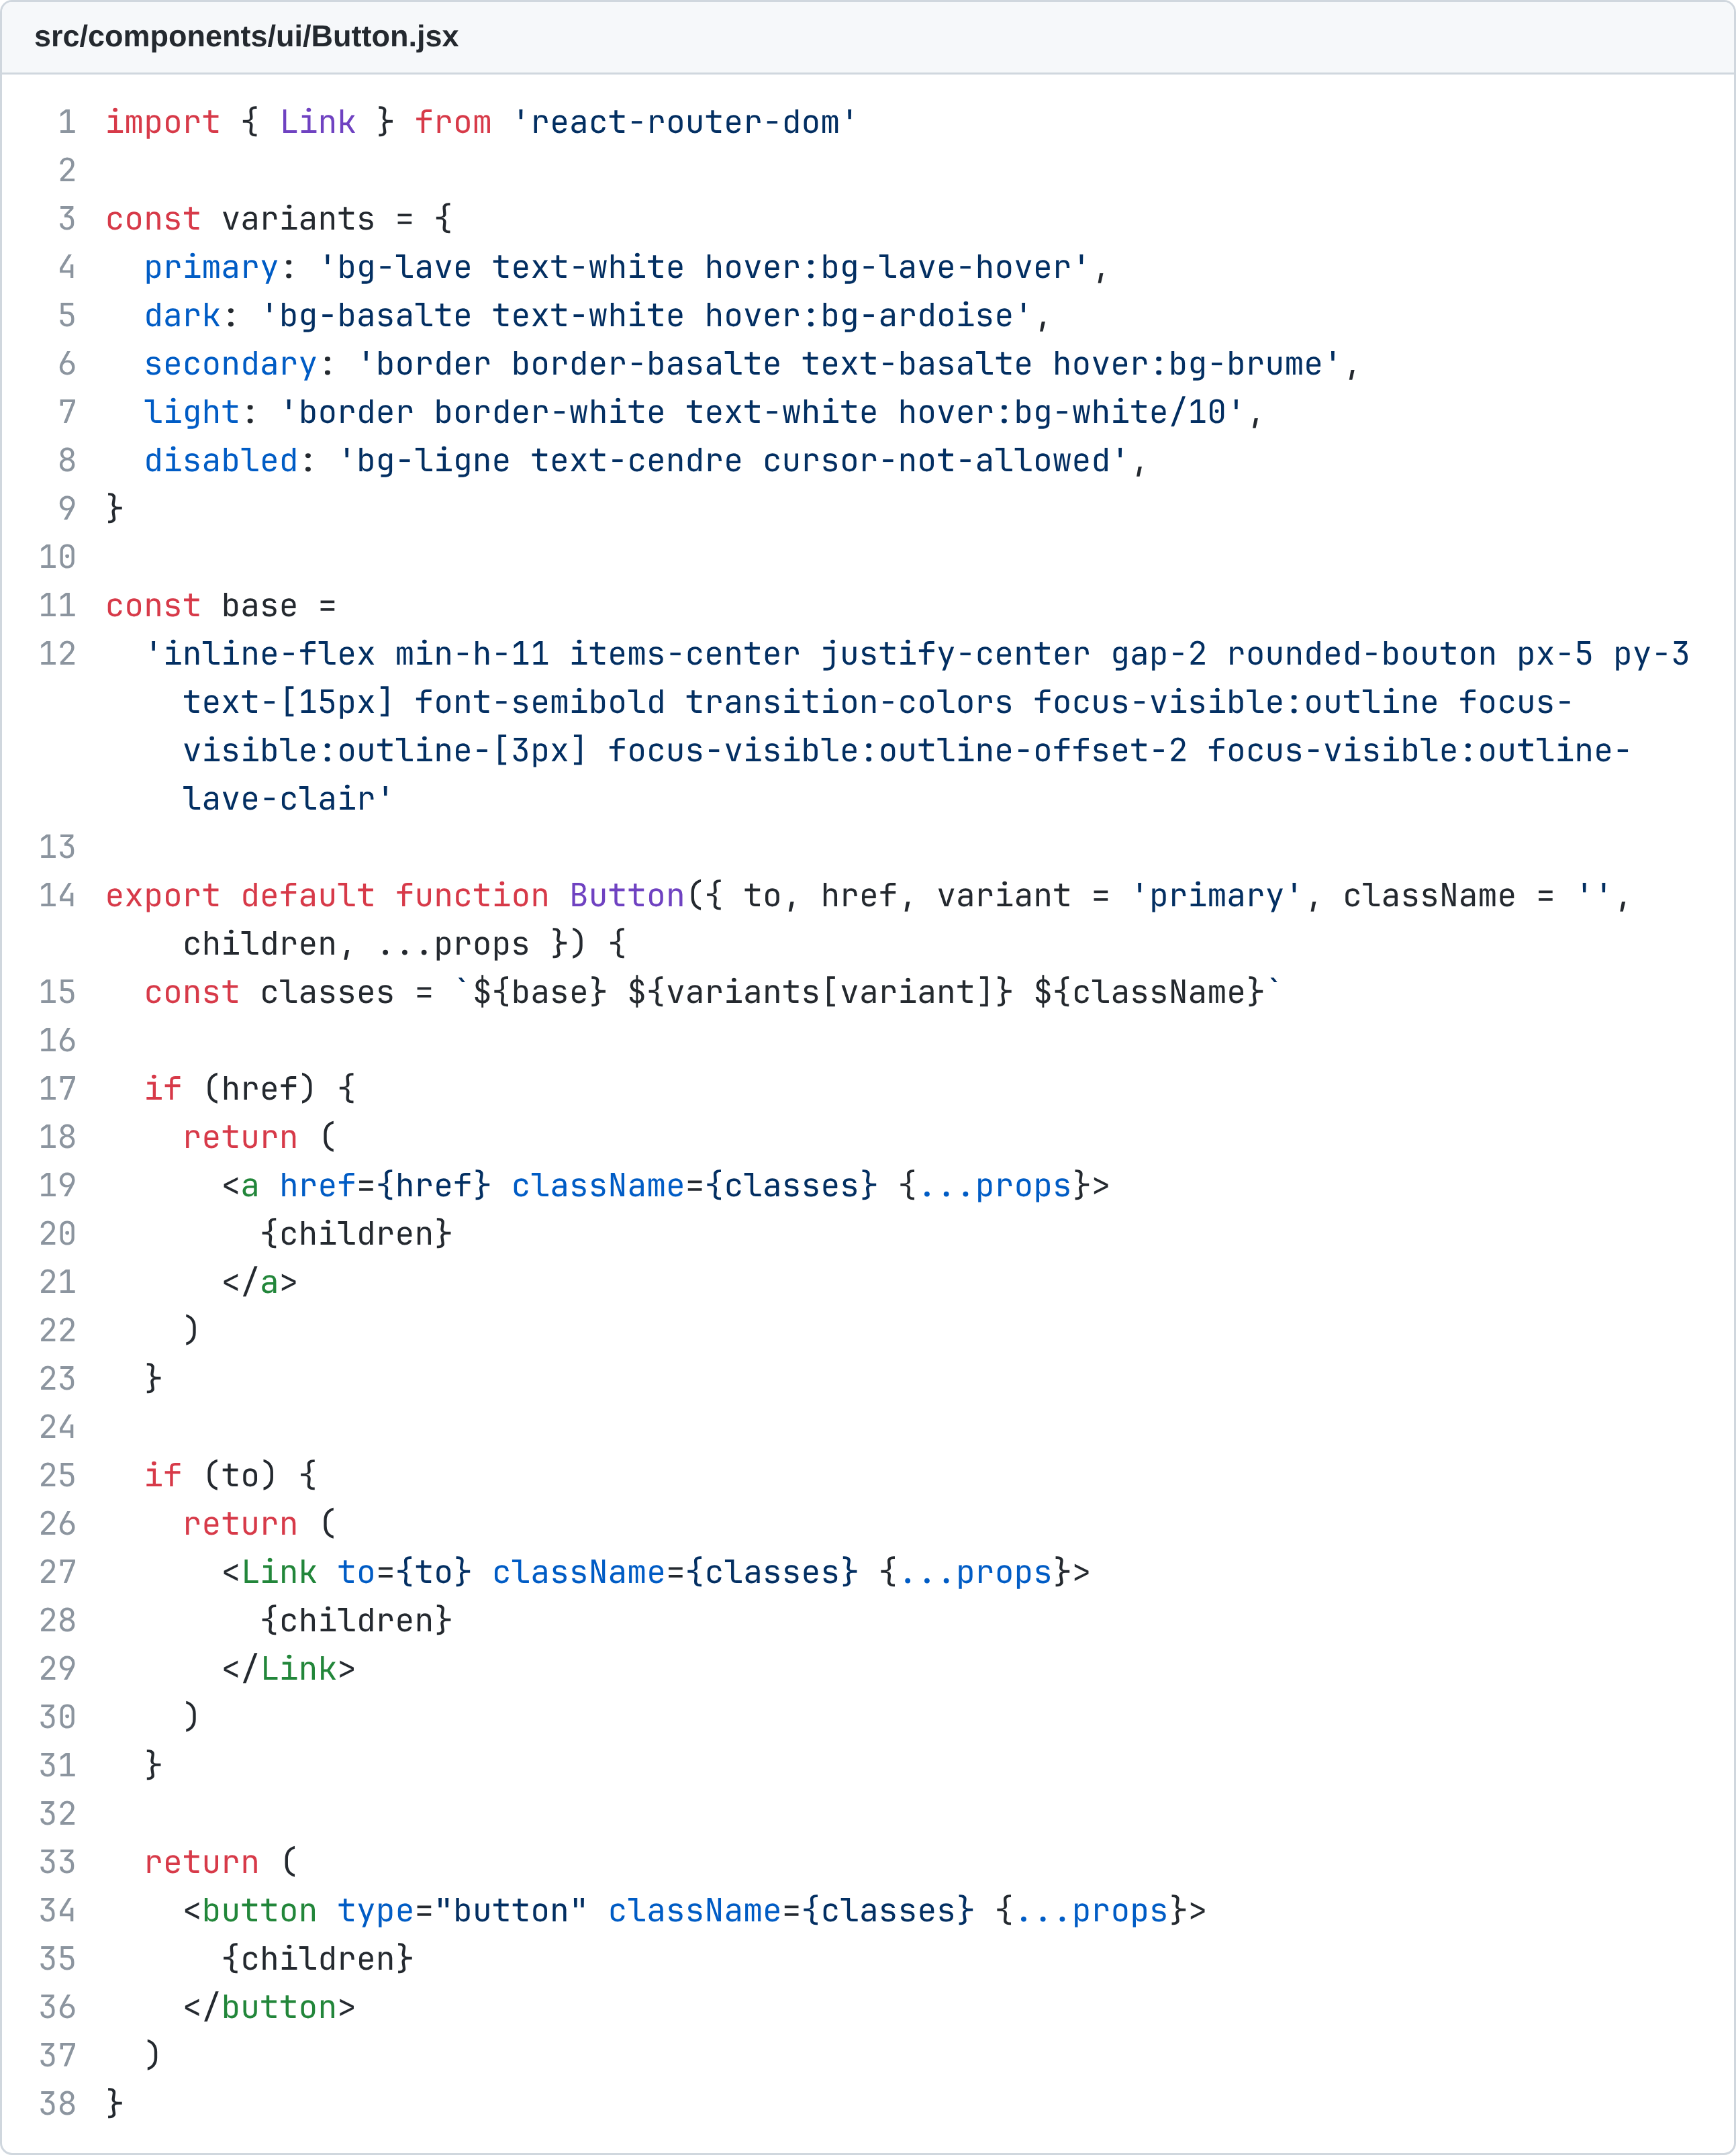 src/components/ui/Button.jsx
1 import { Link } from 'react-router-dom'
2
3 const variants = {
4   primary: 'bg-lave text-white hover:bg-lave-hover',
5   dark: 'bg-basalte text-white hover:bg-ardoise',
6   secondary: 'border border-basalte text-basalte hover:bg-brume',
7   light: 'border border-white text-white hover:bg-white/10',
8   disabled: 'bg-ligne text-cendre cursor-not-allowed',
9 }
10
11 const base =
12   'inline-flex min-h-11 items-center justify-center gap-2 rounded-bouton px-5 py-3
    text-[15px] font-semibold transition-colors focus-visible:outline focus-
    visible:outline-[3px] focus-visible:outline-offset-2 focus-visible:outline-
    lave-clair'
13
14 export default function Button({ to, href, variant = 'primary', className = '',
    children, ...props }) {
15   const classes = `${base} ${variants[variant]} ${className}`
16
17   if (href) {
18     return (
19       <a href={href} className={classes} {...props}>
20         {children}
21       </a>
22     )
23   }
24
25   if (to) {
26     return (
27       <Link to={to} className={classes} {...props}>
28         {children}
29       </Link>
30     )
31   }
32
33   return (
34     <button type="button" className={classes} {...props}>
35       {children}
36     </button>
37   )
38 }